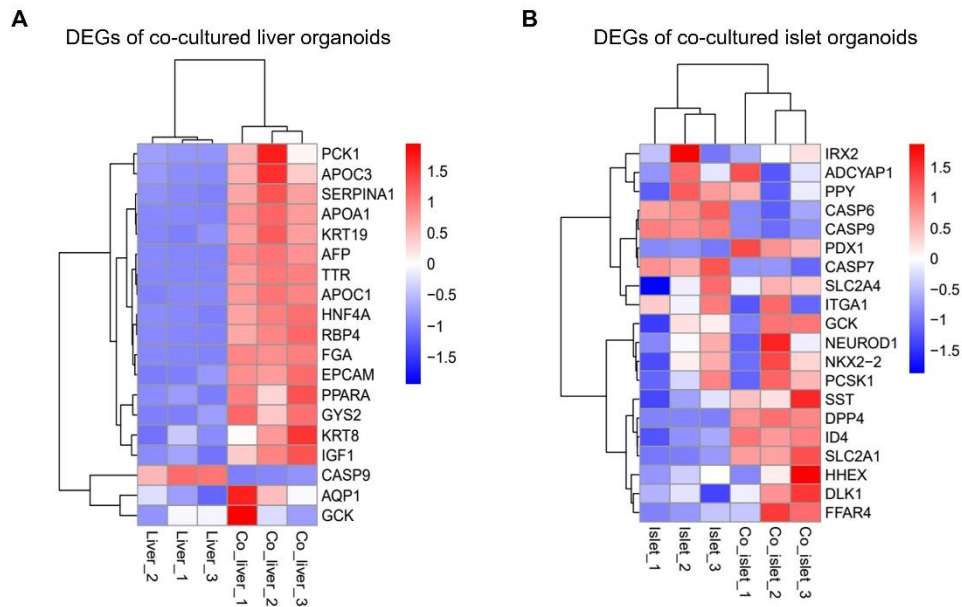 A
DEGs of co-cultured liver organoids
PCK1
APOC3
SERPINA1
APOA1
KRT19
AFP
TTR
APOC1
HNF4A
RBP4
FGA
EPCAM
PPARA
GYS2
KRT8
IGF1
CASP9
AQP1
GCK
1.5
1
0.5
0
−0.5
−1
−1.5
Liver_2
Liver_1
Liver_3
Co_liver_1
Co_liver_2
Co_liver_3
B
DEGs of co-cultured islet organoids
IRX2
ADCYAP1
PPY
CASP6
CASP9
PDX1
CASP7
SLC2A4
ITGA1
GCK
NEUROD1
NKX2−2
PCSK1
SST
DPP4
ID4
SLC2A1
HHEX
DLK1
FFAR4
1.5
1
0.5
0
−0.5
−1
−1.5
Islet_1
Islet_2
Islet_3
Co_islet_1
Co_islet_2
Co_islet_3